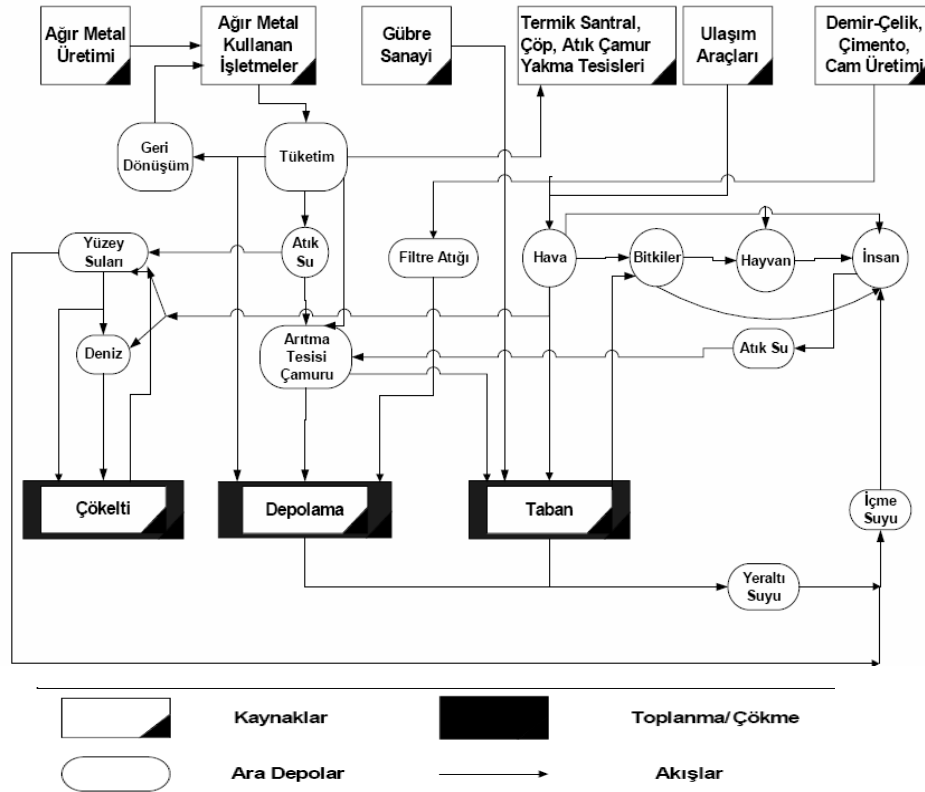 Ağır Metal
Üretimi
Ağır Metal
Kullanan
İşletmeler
Gübre
Sanayi
Termik Santral,
Çöp, Atık Çamur
Yakma Tesisleri
Ulaşım
Araçları
Demir-Çelik,
Çimento,
Cam Üretimi
Geri
Dönüşüm
Tüketim
Yüzey
Suları
Atık
Su
Filtre Atığı
Hava
Bitkiler
Hayvan
İnsan
Deniz
Arıtma
Tesisi
Çamuru
Atık Su
Çökelti
Depolama
Taban
İçme
Suyu
Yeraltı
Suyu
Kaynaklar
Toplanma/Çökme
Ara Depolar
Akışlar